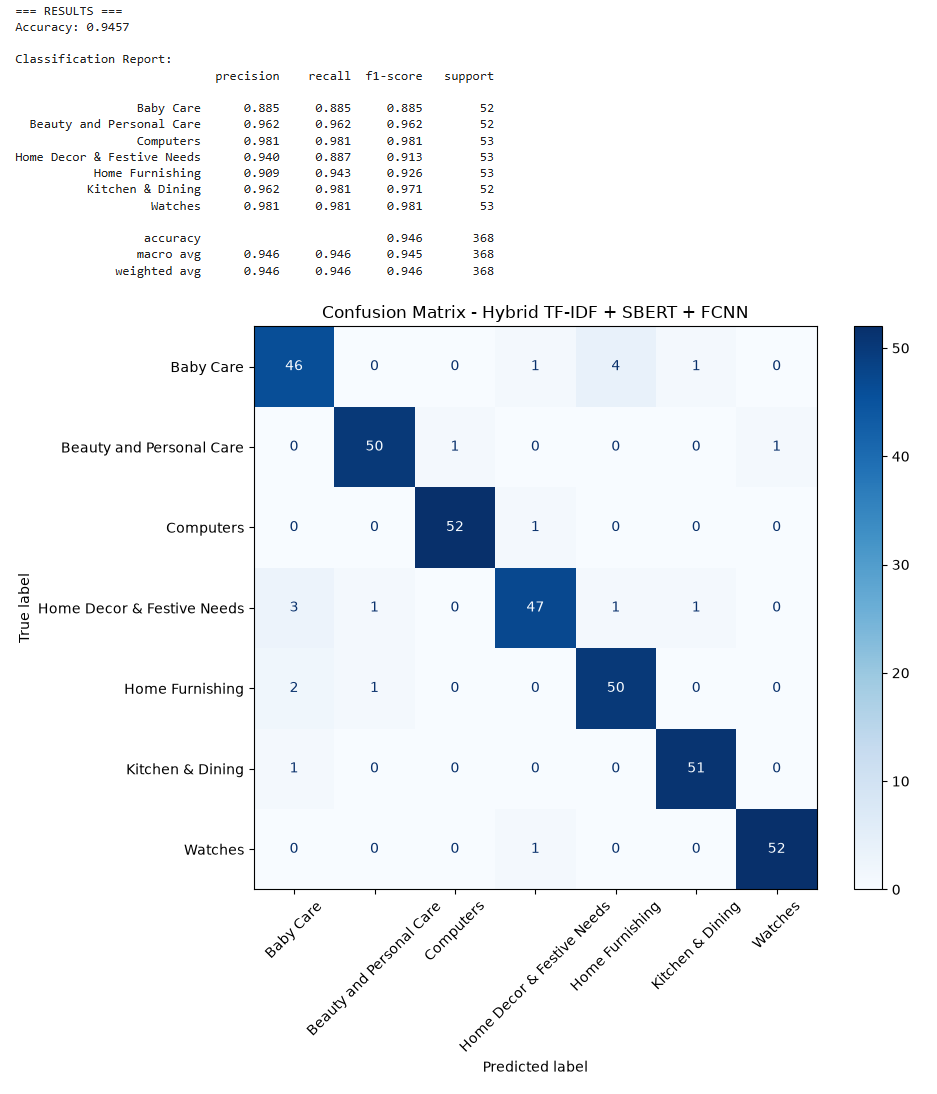 === RESULTS ===
Accuracy: 0.9457
Classification Report:
precision recall f1-score support
Baby Care 0.885 0.885 0.885 52
Beauty and Personal Care 0.962 0.962 0.962 52
Computers 0.981 0.981 0.981 53
Home Decor & Festive Needs 0.940 0.887 0.913 53
Home Furnishing 0.909 0.943 0.926 53
Kitchen & Dining 0.962 0.981 0.971 52
Watches 0.981 0.981 0.981 53
accuracy 0.946 368
macro avg 0.946 0.946 0.945 368
weighted avg 0.946 0.946 0.946 368
Confusion Matrix - Hybrid TF-IDF + SBERT + FCNN
Baby Care 46 0 0 1 4 1 0
Beauty and Personal Care 0 50 1 0 0 0 1
Computers 0 0 52 1 0 0 0
Home Decor & Festive Needs 3 1 0 47 1 1 0
Home Furnishing 2 1 0 0 50 0 0
Kitchen & Dining 1 0 0 0 0 51 0
Watches 0 0 0 1 0 0 52
True label
Baby Care
Beauty and Personal Care
Computers
Home Decor & Festive Needs
Home Furnishing
Kitchen & Dining
Watches
Predicted label
50
40
30
20
10
0